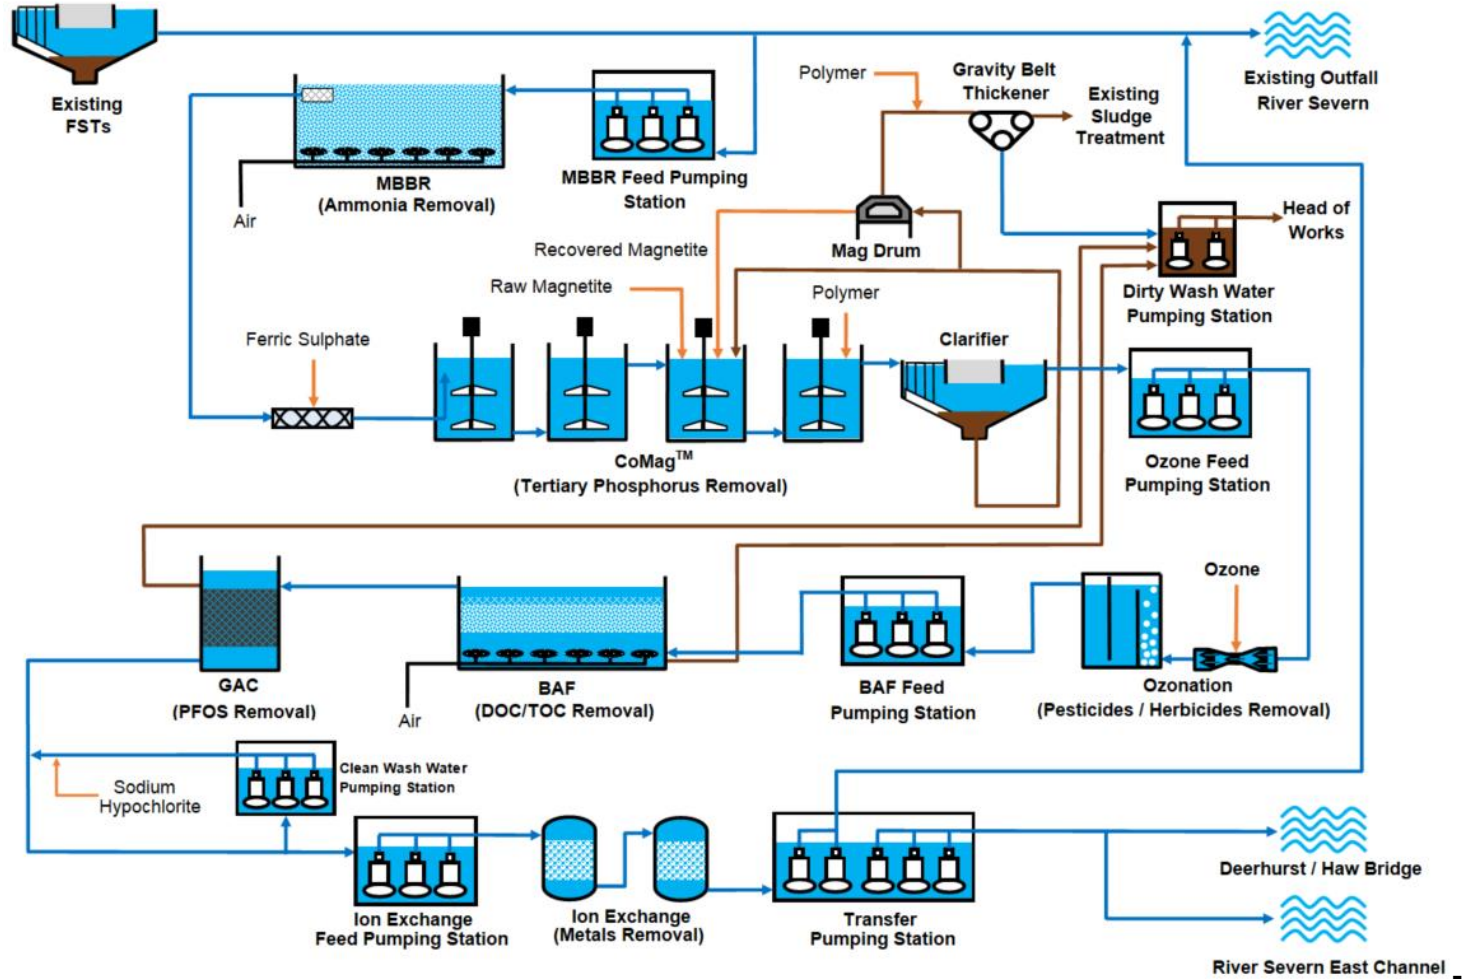 Existing
FSTs
Existing Outfall
River Severn
Polymer
Gravity Belt
Thickener
Existing
Sludge
Treatment
MBBR
(Ammonia Removal)
Air
MBBR Feed Pumping
Station
Mag Drum
Head of
Works
Dirty Wash Water
Pumping Station
Recovered Magnetite
Raw Magnetite
Polymer
Ferric Sulphate
Clarifier
CoMag™
(Tertiary Phosphorus Removal)
Ozone Feed
Pumping Station
Ozone
GAC
(PFOS Removal)
BAF
(DOC/TOC Removal)
Air
BAF Feed
Pumping Station
Ozonation
(Pesticides / Herbicides Removal)
Clean Wash Water
Pumping Station
Sodium
Hypochlorite
Ion Exchange
Feed Pumping Station
Ion Exchange
(Metals Removal)
Transfer
Pumping Station
Deerhurst / Haw Bridge
River Severn East Channel